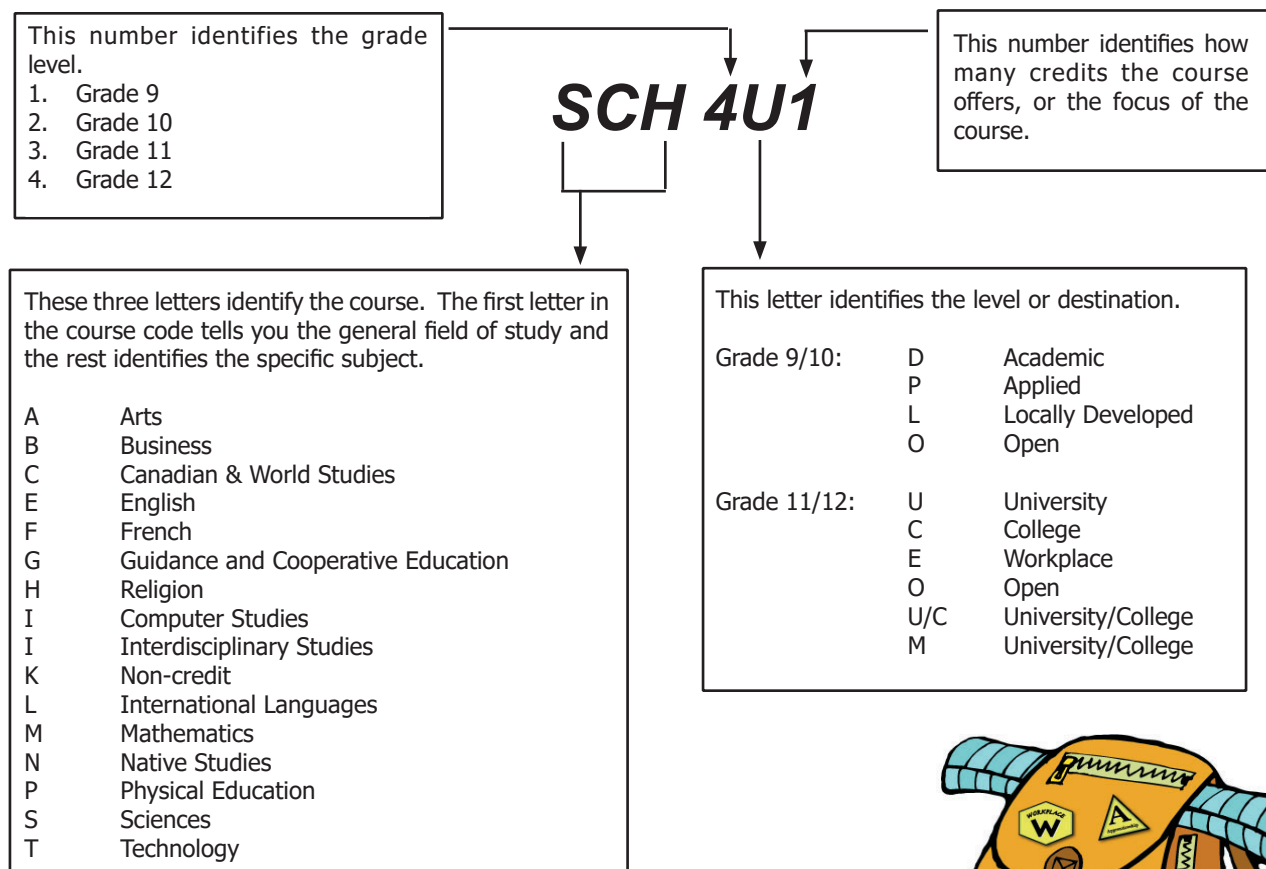 This number identifies the grade
level.
1. Grade 9
2. Grade 10
3. Grade 11
4. Grade 12
SCH 4U1
This number identifies how
many credits the course
offers, or the focus of the
course.
These three letters identify the course. The first letter in
the course code tells you the general field of study and
the rest identifies the specific subject.
A Arts
B Business
C Canadian & World Studies
E English
F French
G Guidance and Cooperative Education
H Religion
I Computer Studies
I Interdisciplinary Studies
K Non-credit
L International Languages
M Mathematics
N Native Studies
P Physical Education
S Sciences
T Technology
This letter identifies the level or destination.
Grade 9/10: D Academic
P Applied
L Locally Developed
O Open
Grade 11/12: U University
C College
E Workplace
O Open
U/C University/College
M University/College
WORKPLACE
W
A
Apprenticeship